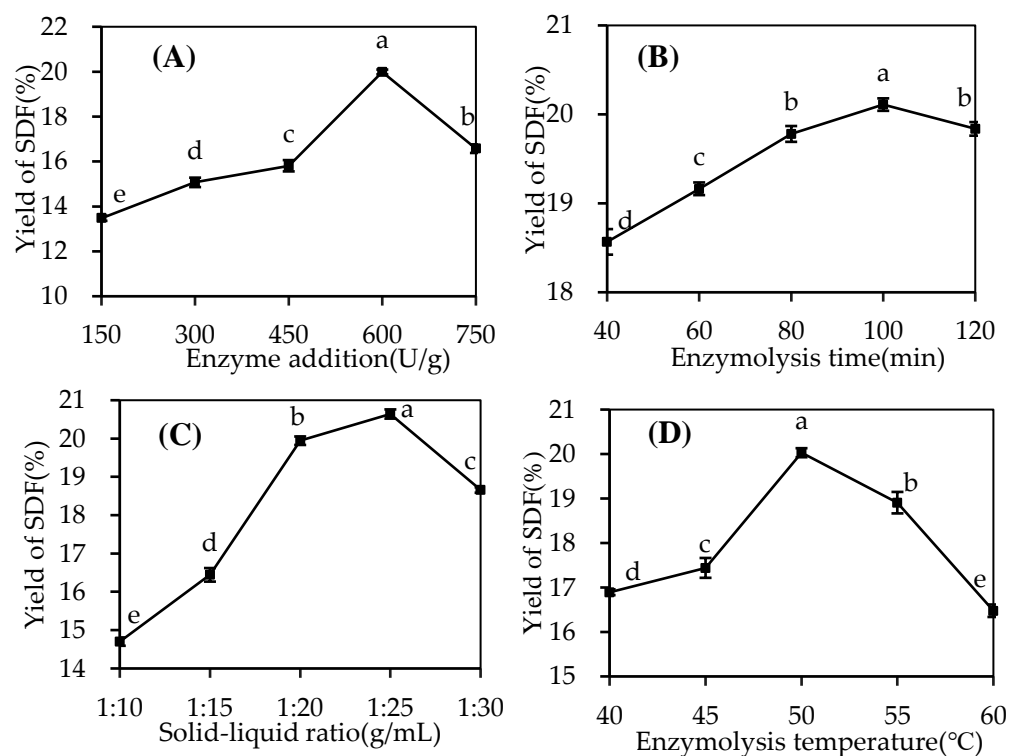 (A)
Yield of SDF(%)
22
20
18
16
14
12
10
e
d
c
a
b
150 300 450 600 750
Enzyme addition(U/g)
(B)
Yield of SDF(%)
21
20
19
18
d
c
b
a
b
40 60 80 100 120
Enzymolysis time(min)
(C)
Yield of SDF(%)
21
20
19
18
17
16
15
14
e
d
b
a
c
1:10 1:15 1:20 1:25 1:30
Solid-liquid ratio(g/mL)
(D)
Yield of SDF(%)
21
20
19
18
17
16
15
d
c
a
b
e
40 45 50 55 60
Enzymolysis temperature(°C)